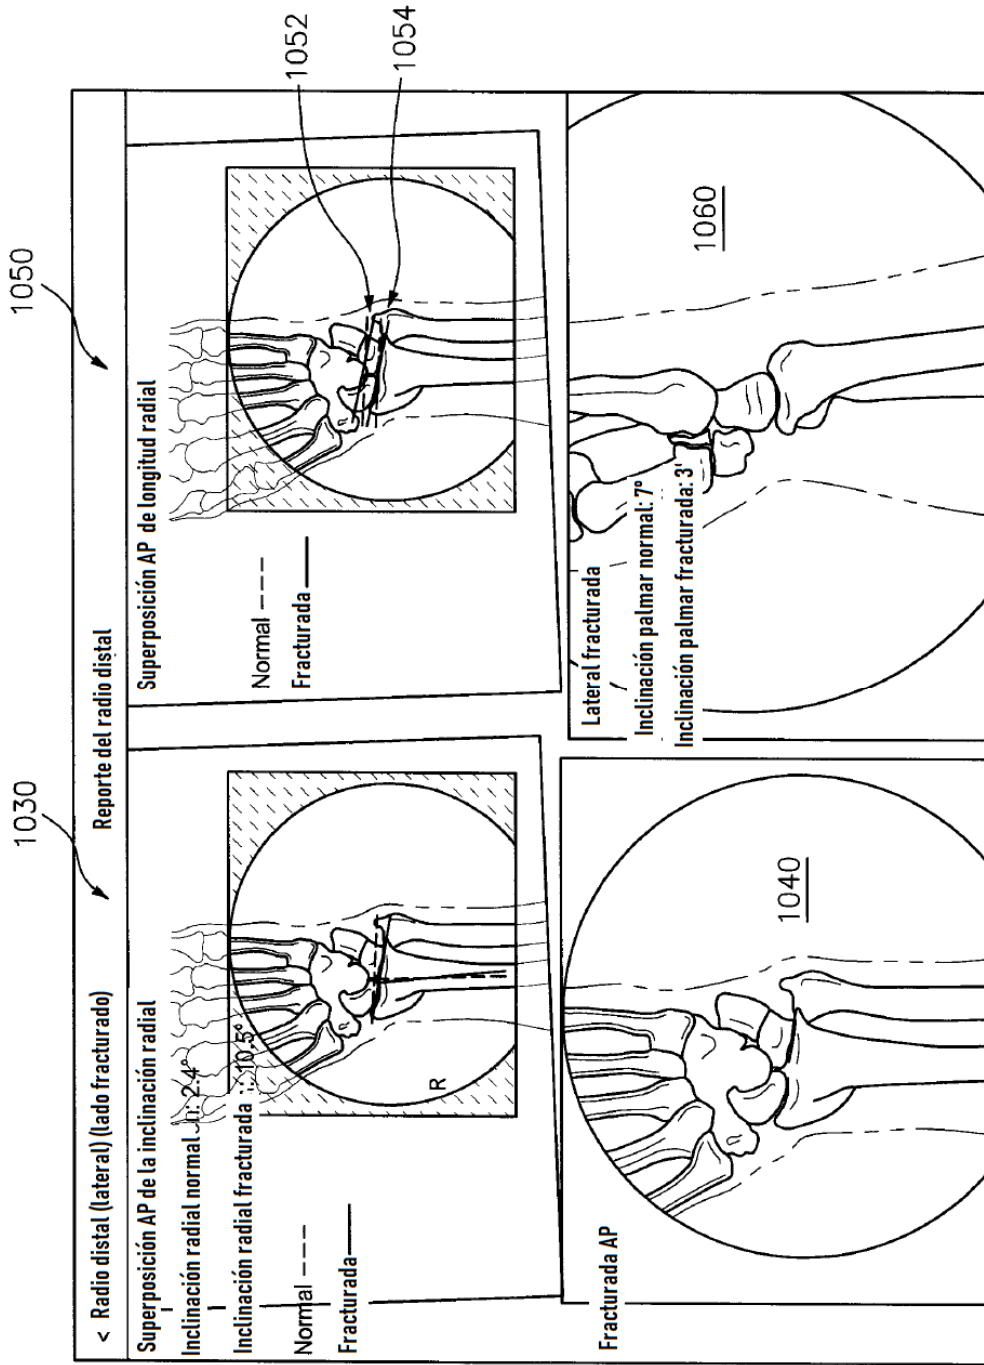 1030
1050
< Radio distal (lateral) (lado fracturado)
Reporte del radio distal
Superposición AP de la inclinación radial
Inclinación radial normal
: 2.4°
Inclinación radial fracturada
: 10.5°
Normal ---
Fracturada —
R
Superposición AP de longitud radial
Normal ---
Fracturada —
1052
1054
Fracturada AP
1040
Lateral fracturada
Inclinación palmar normal: 7°
Inclinación palmar fracturada: 3'
1060